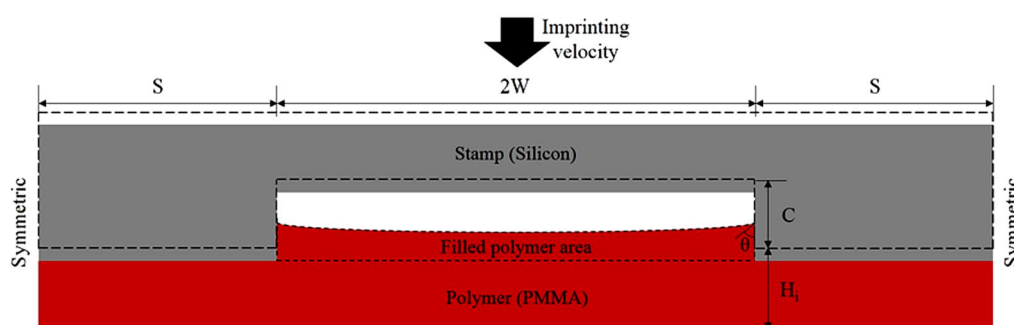 Imprinting
velocity
S
2W
S
Stamp (Silicon)
Symmetric
C
Symmetric
Filled polymer area
θ
Polymer (PMMA)
Hᵢ